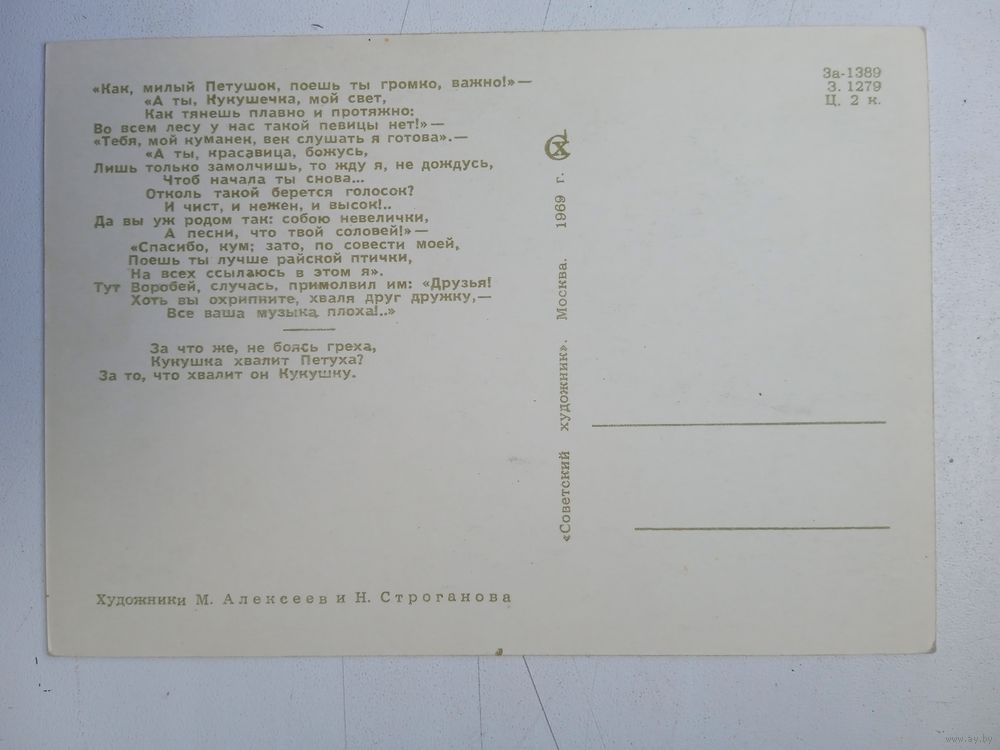 «Как, милый Петушок, поешь ты громко, важно!»—
«А ты, Кукушечка, мой свет,
Как тянешь плавно и протяжно:
Во всем лесу у нас такой певицы нет!»—
«Тебя, мой куманек, век слушать я готова».—
«А ты, красавица, божусь,
Лишь только замолчишь, то жду я, не дождусь,
Чтоб начала ты снова...
Отколь такой берется голосок?
И чист, и нежен, и высок!..
Да вы уж родом так: собою невелички,
А песни, что твой соловей!»—
«Спасибо, кум; зато, по совести моей,
Поешь ты лучше райской птички,
На всех ссылаюсь в этом я».
Тут Воробей, случась, примолвил им: «Друзья!
Хоть вы охрипните, хваля друг дружку,—
Все ваша музыка плоха!..»
За что же, не боясь греха,
Кукушка хвалит Петуха?
За то, что хвалит он Кукушку.
Художники М. Алексеев и Н. Строганова
«Советский художник». Москва. 1969 г.
СХ
За-1389
З. 1279
Ц. 2 к.
www.ay.by